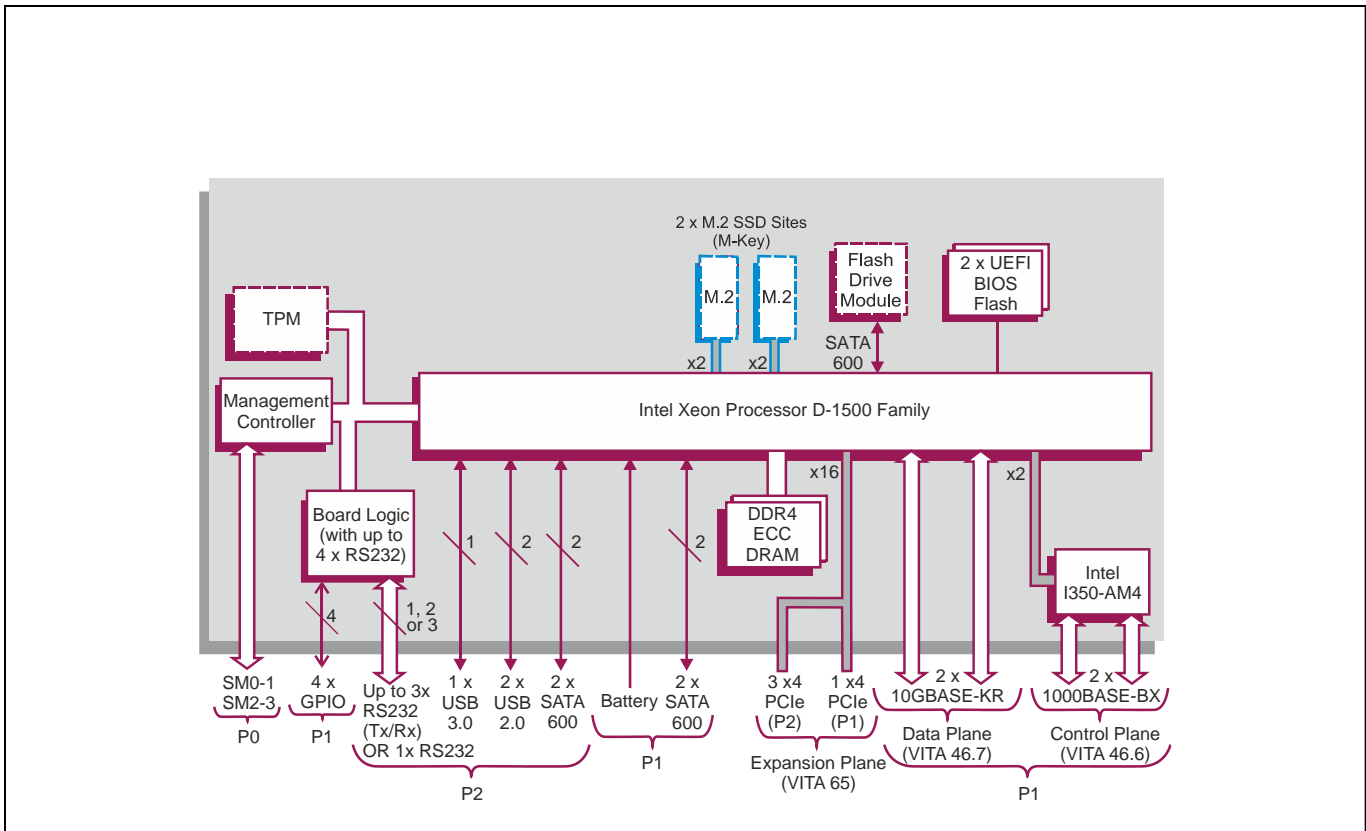 2 x M.2 SSD Sites
(M-Key)
M.2
M.2
Flash
Drive
Module
2 x UEFI
BIOS
Flash
TPM
SATA
600
x2
x2
Management
Controller
Intel Xeon Processor D-1500 Family
x16
x2
Board Logic
(with up to
4 x RS232)
DDR4
ECC
DRAM
1
2
2
2
Intel
I350-AM4
4
1, 2
or 3
SM0-1
SM2-3
P0
4 x
GPIO
P1
Up to 3x
RS232
(Tx/Rx)
OR 1x RS232
1 x
USB
3.0
2 x
USB
2.0
2 x
SATA
600
P2
Battery
2 x
SATA
600
P1
3 x4
PCIe
(P2)
1 x4
PCIe
(P1)
Expansion Plane
(VITA 65)
2 x
10GBASE-KR
Data Plane
(VITA 46.7)
2 x
1000BASE-BX
Control Plane
(VITA 46.6)
P1